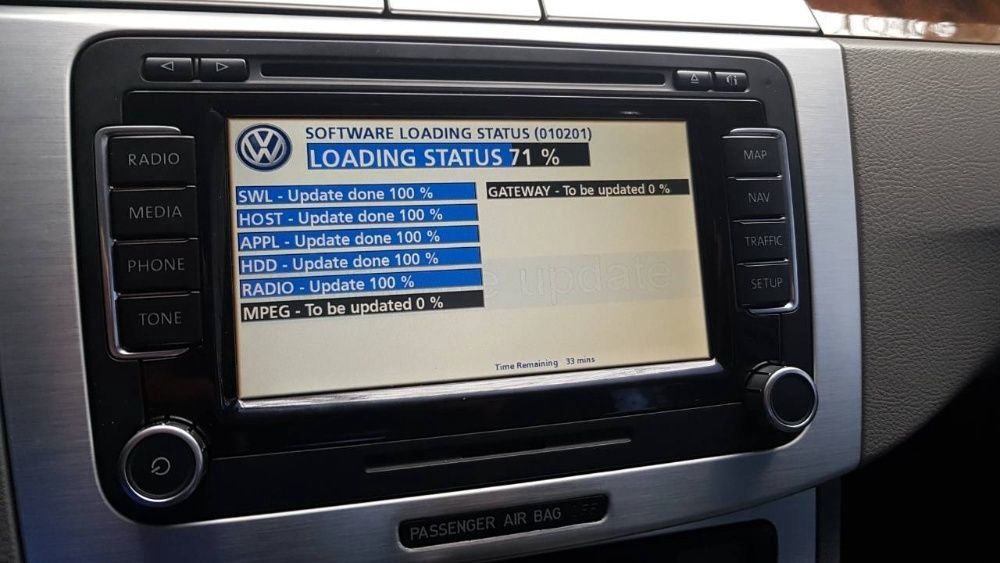 RADIO
MEDIA
PHONE
TONE
SOFTWARE LOADING STATUS (010201)
LOADING STATUS 71 %
SWL - Update done 100 %
HOST - Update done 100 %
APPL - Update done 100 %
HDD - Update done 100 %
RADIO - Update 100 %
MPEG - To be updated 0 %
GATEWAY - To be updated 0 %
update
Time Remaining 33 mins
MAP
NAV
TRAFFIC
SETUP
PASSENGER AIR BAG OFF